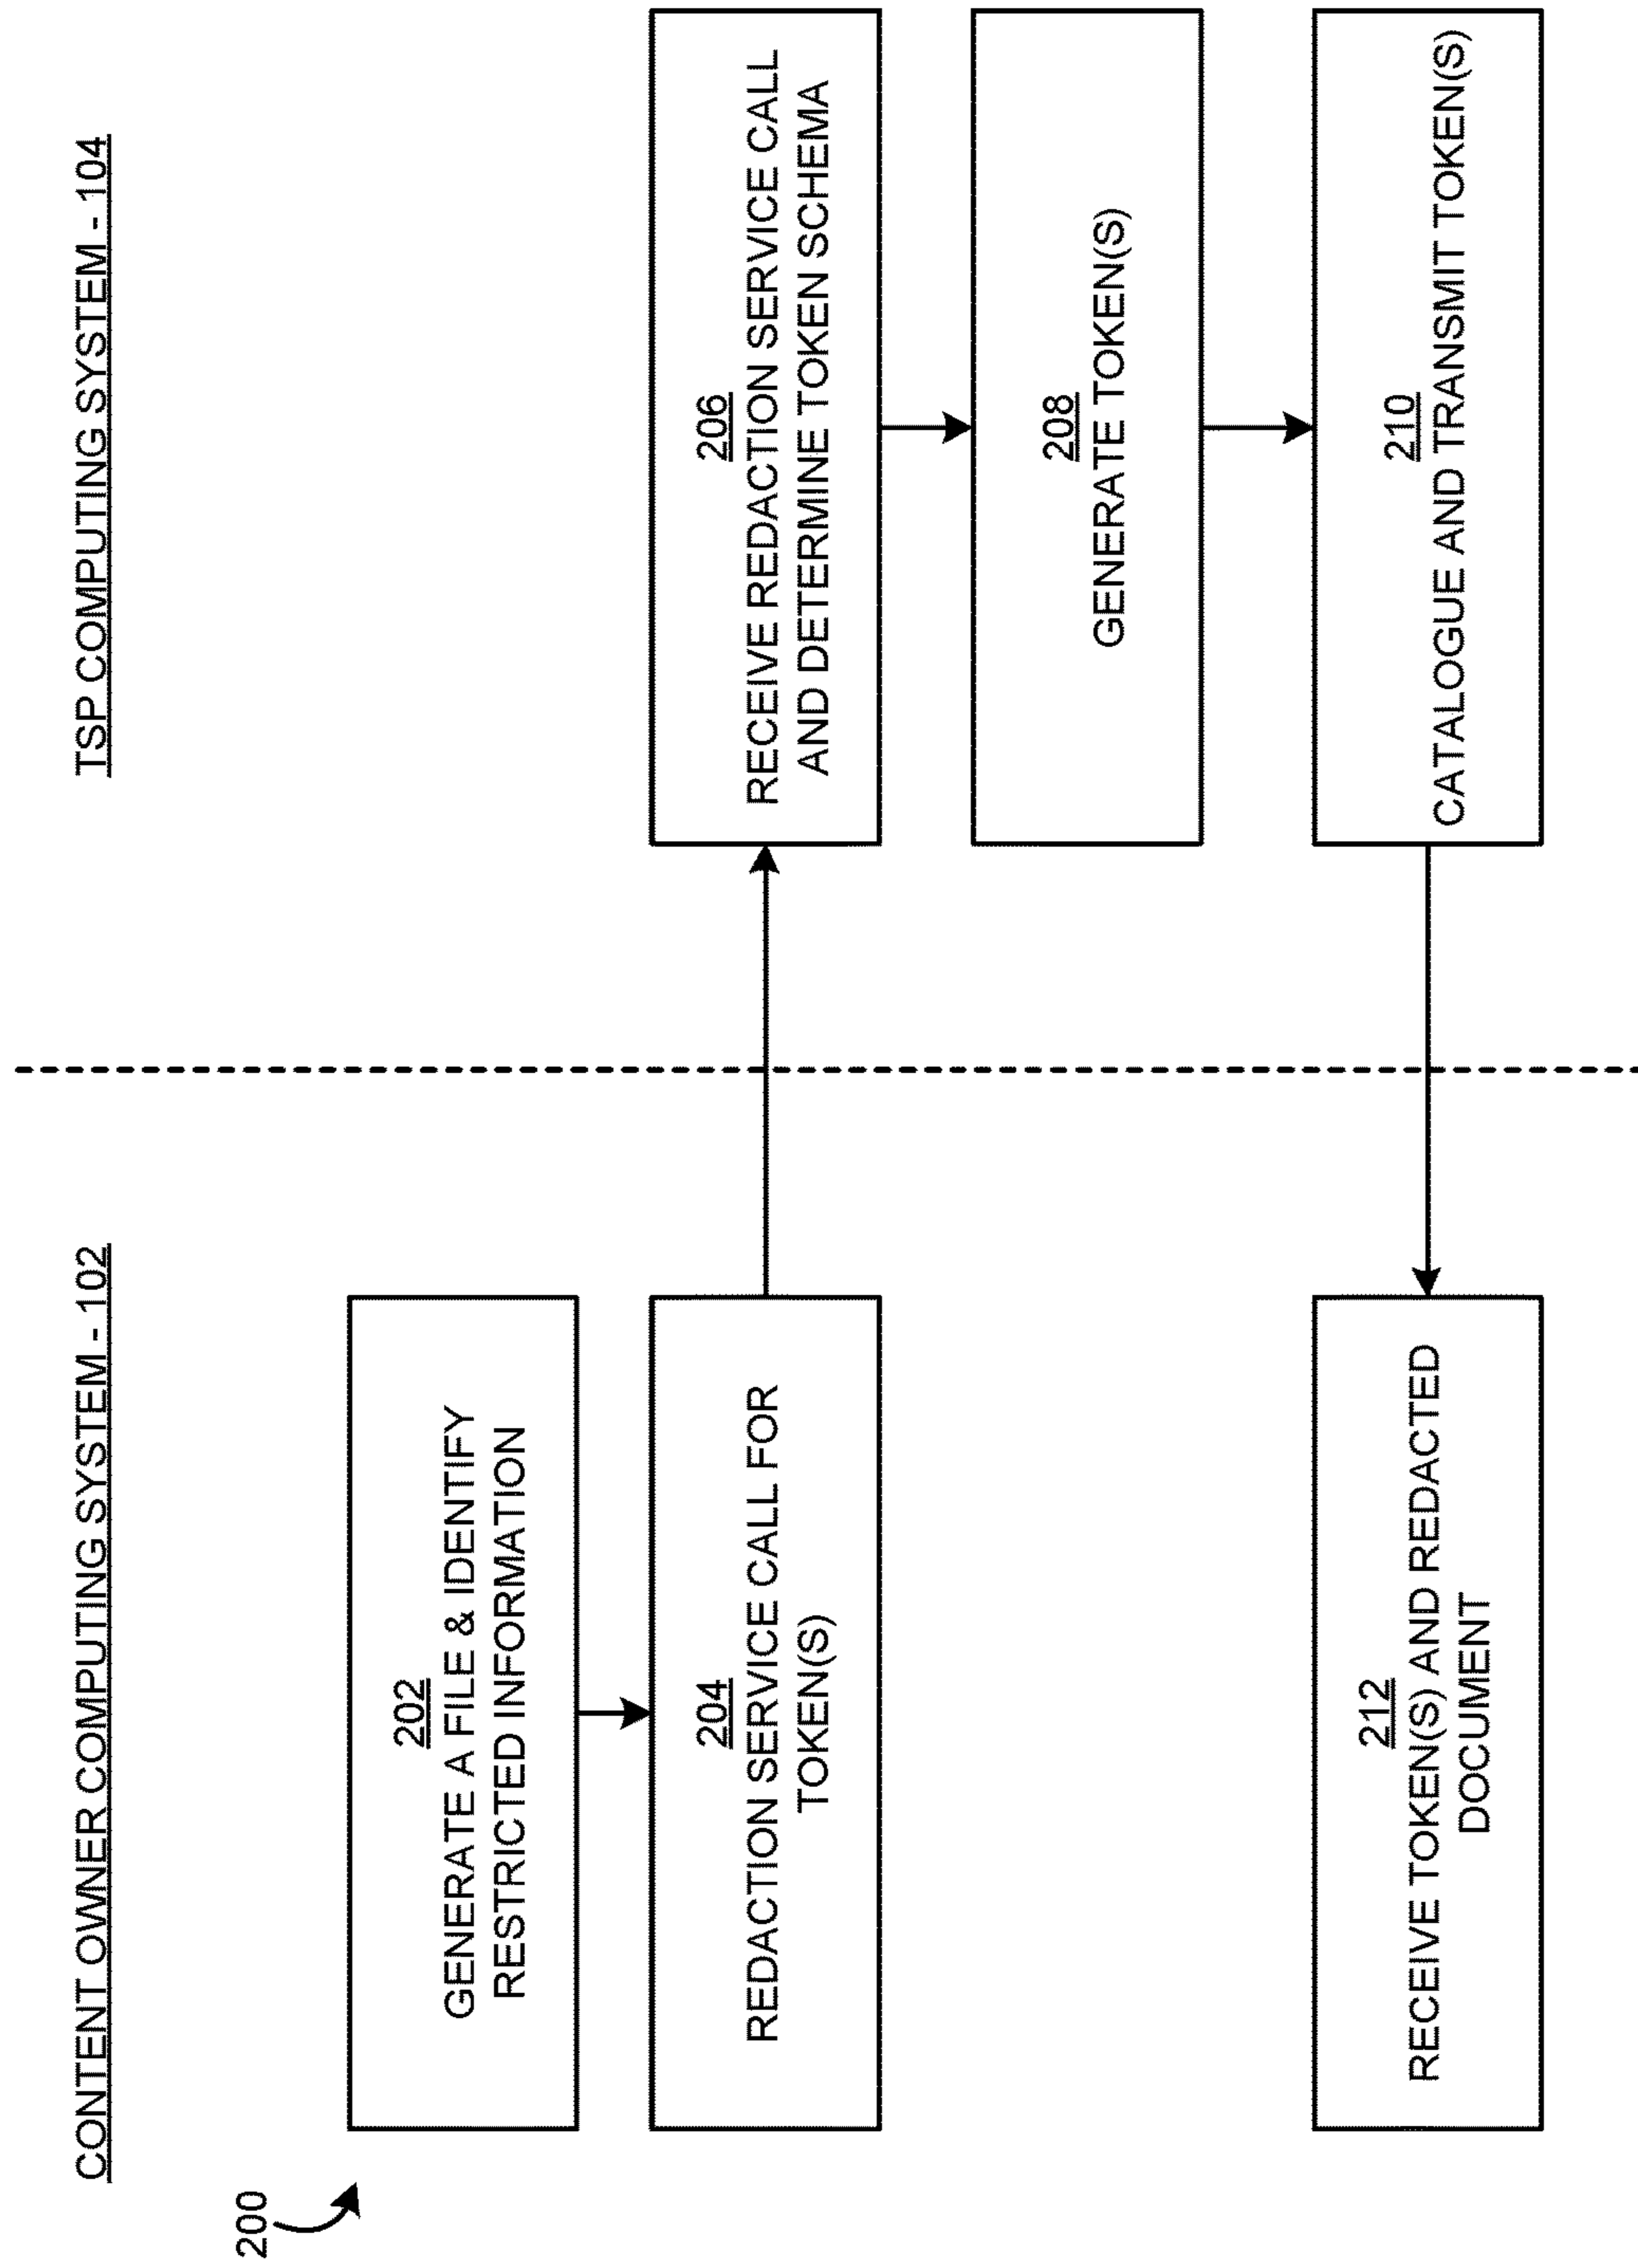 200
CONTENT OWNER COMPUTING SYSTEM - 102
TSP COMPUTING SYSTEM - 104
202
GENERATE A FILE & IDENTIFY
RESTRICTED INFORMATION
204
REDACTION SERVICE CALL FOR
TOKEN(S)
206
RECEIVE REDACTION SERVICE CALL
AND DETERMINE TOKEN SCHEMA
208
GENERATE TOKEN(S)
210
CATALOGUE AND TRANSMIT TOKEN(S)
212
RECEIVE TOKEN(S) AND REDACTED
DOCUMENT